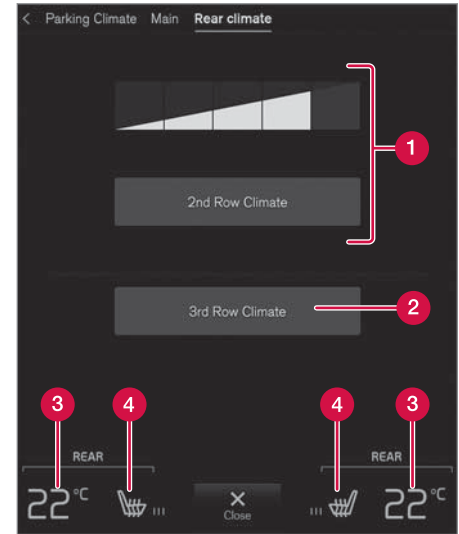 < Parking Climate Main Rear climate
1
2nd Row Climate
3rd Row Climate
2
3 4 4 3
REAR REAR
22°C 22°C
Close